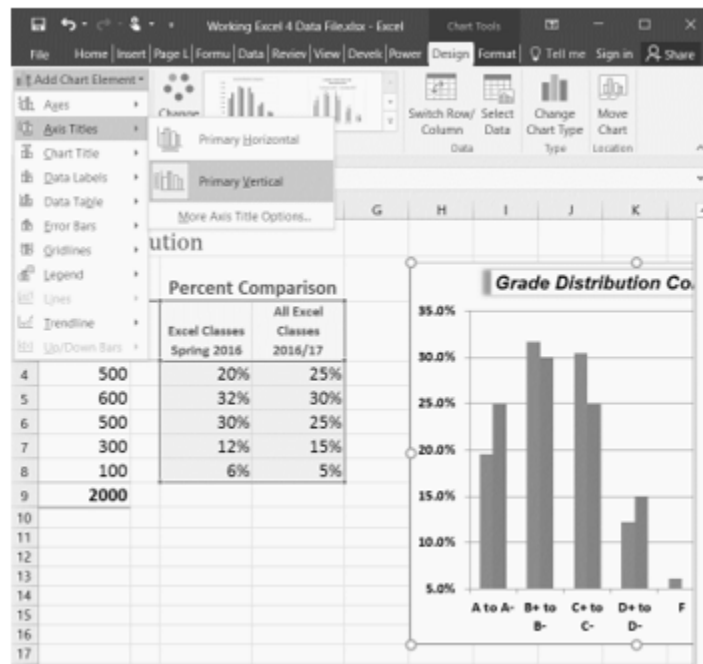 Working Excel 4 Data File.xlsx - Excel
Chart Tools
File Home Insert Page L Formu Data Review View Develk Power Design Format Tell me Sign in Share
Add Chart Element
Axes
Axis Titles
Chart Title
Data Labels
Data Table
Error Bars
Gridlines
Legend
Lines
Trendline
Up/Down Bars
Change
Primary Horizontal
Primary Vertical
More Axis Title Options...
Switch Row/ Column
Select Data
Change Chart Type
Move Chart
Data Type Location
G H I J K
ution
Percent Comparison
Excel Classes Spring 2016
All Excel Classes 2016/17
4 500 20% 25%
5 600 32% 30%
6 500 30% 25%
7 300 12% 15%
8 100 6% 5%
9 2000
10
11
12
13
14
15
16
17
Grade Distribution Co
35.0%
30.0%
25.0%
20.0%
15.0%
10.0%
5.0%
A to A- B+ to B- C+ to C- D+ to D- F